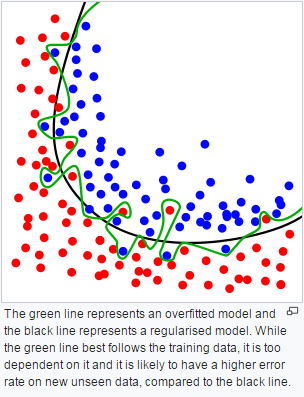 The green line represents an overfitted model and
the black line represents a regularised model. While
the green line best follows the training data, it is too
dependent on it and it is likely to have a higher error
rate on new unseen data, compared to the black line.